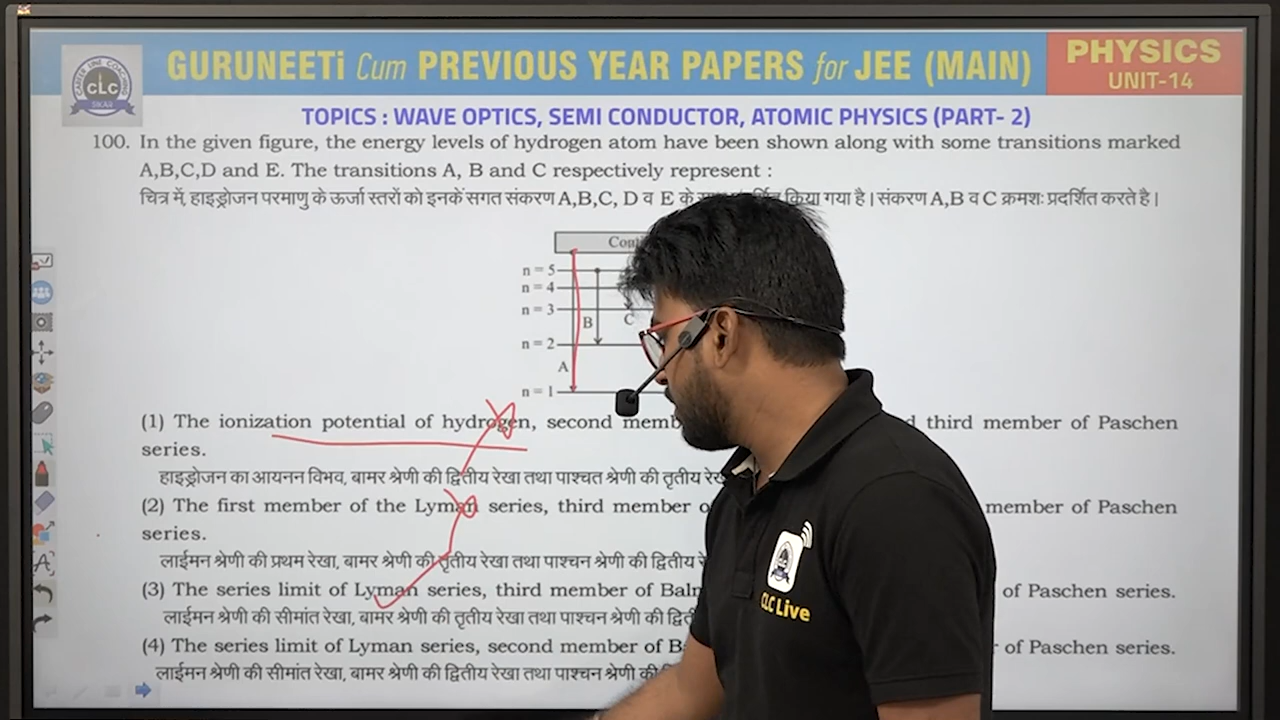 GURUNEETi Cum PREVIOUS YEAR PAPERS for JEE (MAIN)
PHYSICS
UNIT-14
CAREER LINE COACHING
CLC
SIKAR
TOPICS : WAVE OPTICS, SEMI CONDUCTOR, ATOMIC PHYSICS (PART- 2)
100. In the given figure, the energy levels of hydrogen atom have been shown along with some transitions marked
A,B,C,D and E. The transitions A, B and C respectively represent :
चित्र में, हाइड्रोजन परमाणु के ऊर्जा स्तरों को इनके सगत संकरण A,B,C, D व E के किया गया है। संकरण A,B व C क्रमशः प्रदर्शित करते है।
n = 5
n = 4
n = 3
B
C
n = 2
A
n = 1
(1) The ionization potential of hydrogen, second third member of Paschen
series.
हाइड्रोजन का आयनन विभव, बामर श्रेणी की द्वितीय रेखा तथा पाश्चत श्रेणी की तृतीय
(2) The first member of the Lyman series, third member member of Paschen
series.
लाईमन श्रेणी की प्रथम रेखा, बामर श्रेणी की तृतीय रेखा तथा पाश्चन श्रेणी की द्वितीय
(3) The series limit of Lyman series, third member of of Paschen series.
लाईमन श्रेणी की सीमांत रेखा, बामर श्रेणी की तृतीय रेखा तथा पाश्चन श्रेणी की
(4) The series limit of Lyman series, second member of of Paschen series.
लाईमन श्रेणी की सीमांत रेखा, बामर श्रेणी की द्वितीय रेखा तथा पाश्चन श्रेणी की
CLC Live